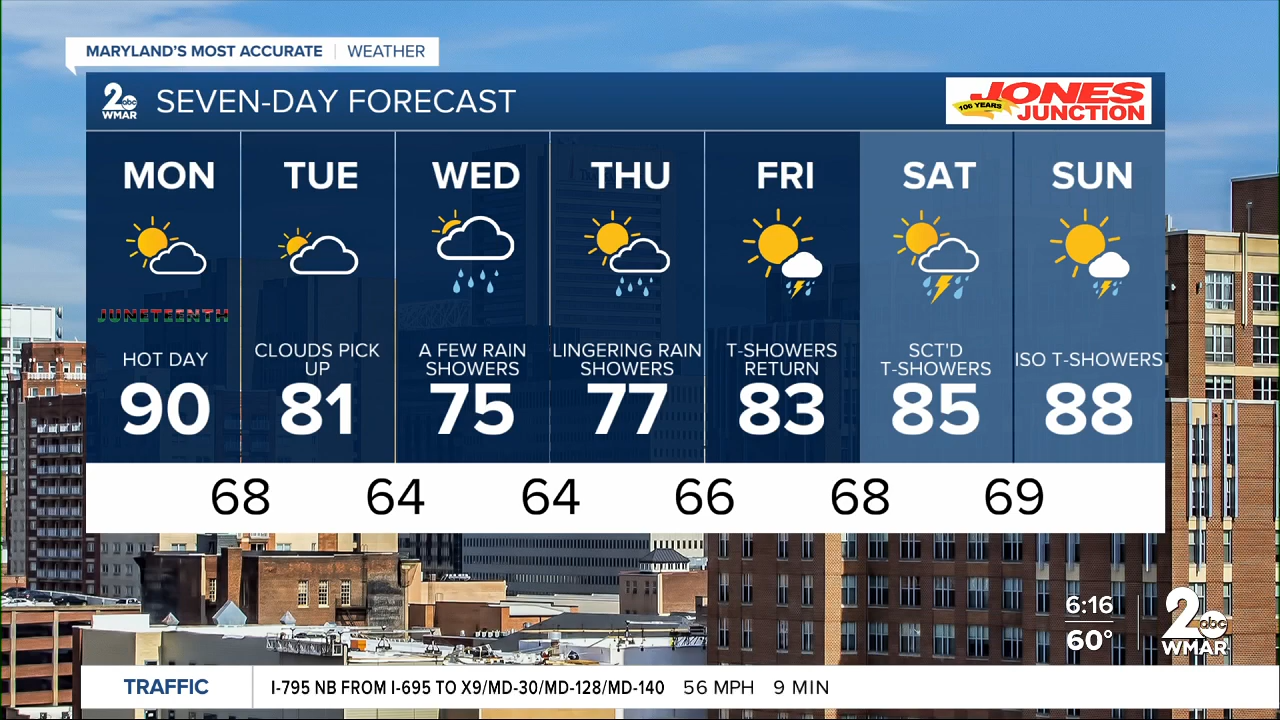 MARYLAND'S MOST ACCURATE | WEATHER
2 abc WMAR
SEVEN-DAY FORECAST
106 YEARS
JONES
JUNCTION
MON TUE WED THU FRI SAT SUN
JUNETEENTH
HOT DAY
90
CLOUDS PICK
UP
81
A FEW RAIN
SHOWERS
75
LINGERING RAIN
SHOWERS
77
T-SHOWERS
RETURN
83
SCT'D
T-SHOWERS
85
ISO T-SHOWERS
88
68 64 64 66 68 69
6:16
60°
2 abc
WMAR
TRAFFIC
I-795 NB FROM I-695 TO X9/MD-30/MD-128/MD-140 56 MPH 9 MIN